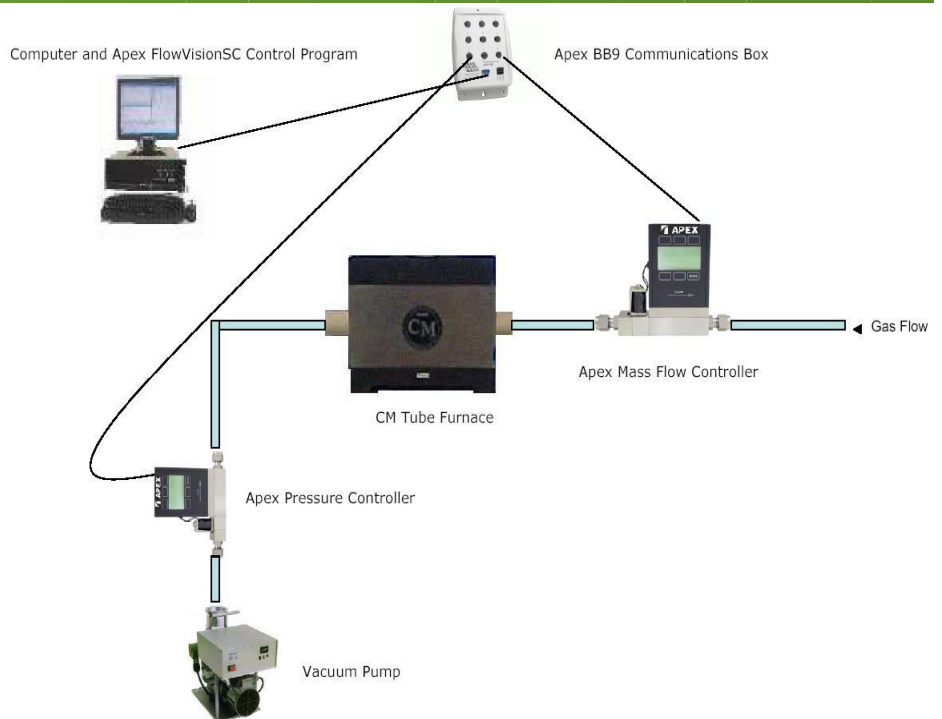 Computer and Apex FlowVisionSC Control Program
Apex BB9 Communications Box
APEX
Gas Flow
Apex Mass Flow Controller
CM
CM Tube Furnace
APEX
Apex Pressure Controller
Vacuum Pump